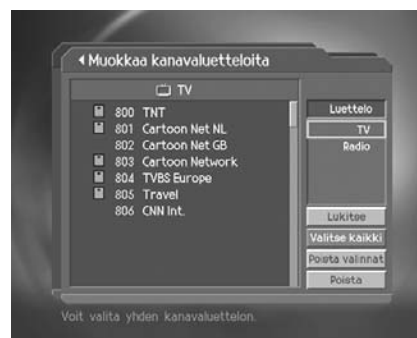 Muokkaa kanavaluetteloita
TV
800 TNT
801 Cartoon Net NL
802 Cartoon Net GB
803 Cartoon Network
804 TVBS Europe
805 Travel
806 CNN Int.
Luettelo
TV
Radio
Lukitse
Valitse kaikki
Poista valinnat
Poista
Voit valita yhden kanavaluettelon.